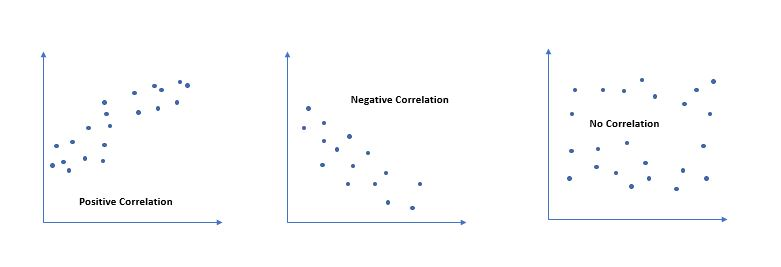 Positive Correlation
Negative Correlation
No Correlation